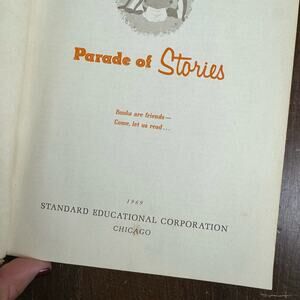 Parade of Stories
Books are friends—
Come, let us read...
1969
STANDARD EDUCATIONAL CORPORATION
CHICAGO